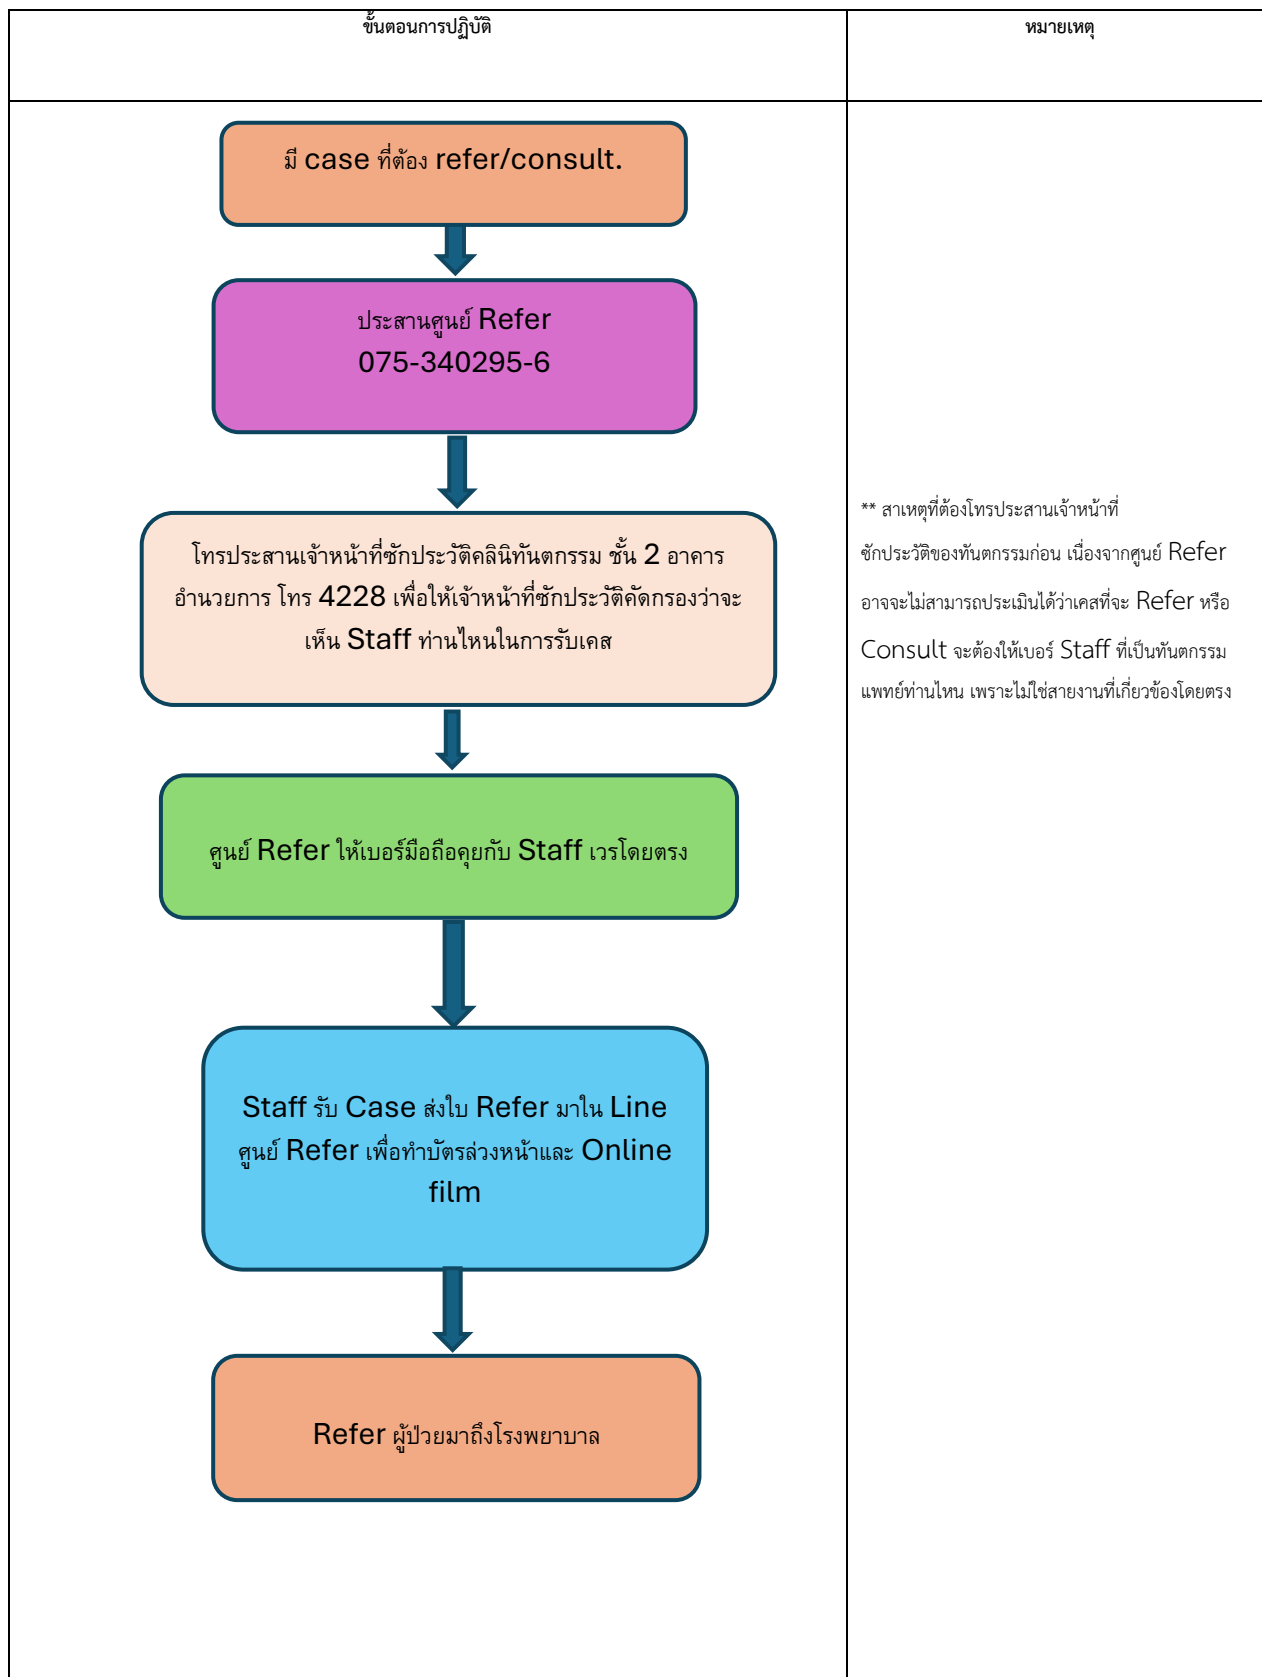 ขั้นตอนการปฏิบัติ
หมายเหตุ
มี case ที่ต้อง refer/consult.
ประสานศูนย์ Refer
075-340295-6
โทรประสานเจ้าหน้าที่ซักประวัติคลินิทันตกรรม ชั้น 2 อาคาร
อำนวยการ โทร 4228 เพื่อให้เจ้าหน้าที่ซักประวัติคัดกรองว่าจะ
เห็น Staff ท่านไหนในการรับเคส
** สาเหตุที่ต้องโทรประสานเจ้าหน้าที่
ซักประวัติของทันตกรรมก่อน เนื่องจากศูนย์ Refer
อาจจะไม่สามารถประเมินได้ว่าเคสที่จะ Refer หรือ
Consult จะต้องให้เบอร์ Staff ที่เป็นทันตกรรม
แพทย์ท่านไหน เพราะไม่ใช่สายงานที่เกี่ยวข้องโดยตรง
ศูนย์ Refer ให้เบอร์มือถือคุยกับ Staff เวรโดยตรง
Staff รับ Case ส่งใบ Refer มาใน Line
ศูนย์ Refer เพื่อทำบัตรล่วงหน้าและ Online
film
Refer ผู้ป่วยมาถึงโรงพยาบาล